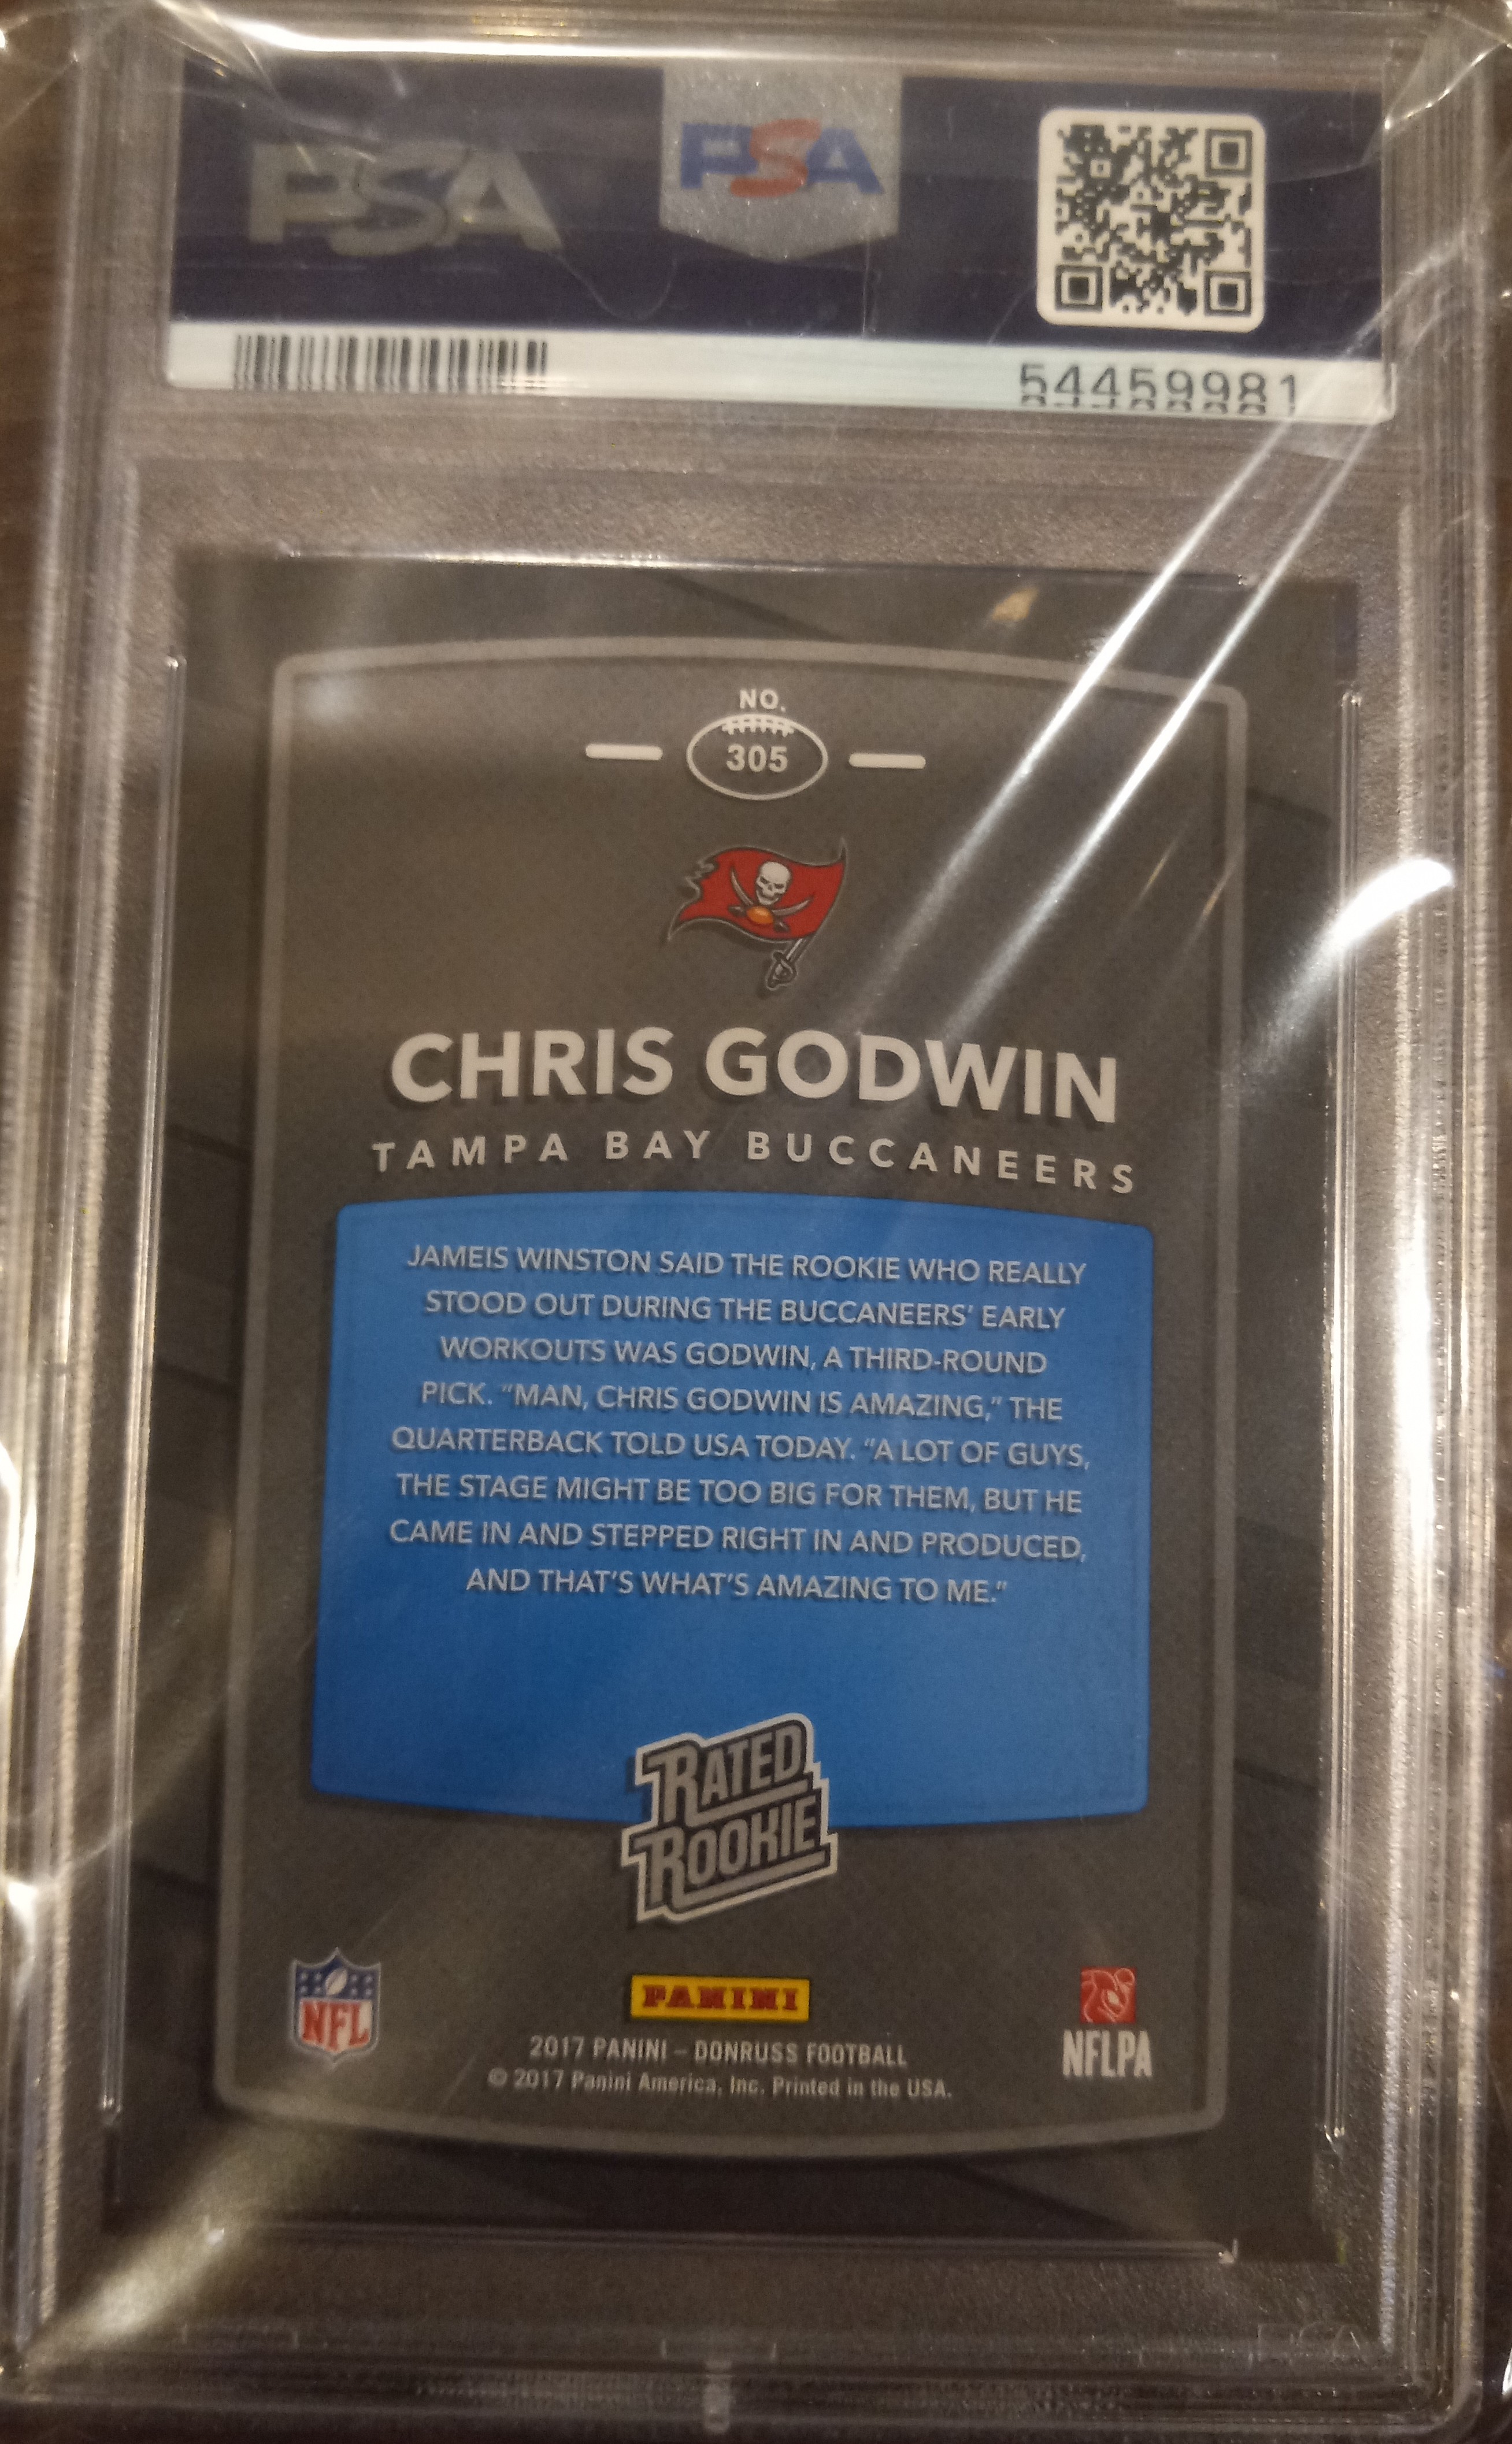 PSA
PSA
54459981
NO.
305
CHRIS GODWIN
TAMPA BAY BUCCANEERS
JAMEIS WINSTON SAID THE ROOKIE WHO REALLY
STOOD OUT DURING THE BUCCANEERS' EARLY
WORKOUTS WAS GODWIN, A THIRD-ROUND
PICK. "MAN, CHRIS GODWIN IS AMAZING," THE
QUARTERBACK TOLD USA TODAY. "A LOT OF GUYS,
THE STAGE MIGHT BE TOO BIG FOR THEM, BUT HE
CAME IN AND STEPPED RIGHT IN AND PRODUCED,
AND THAT'S WHAT'S AMAZING TO ME."
RATED
ROOKIE
NFL
PANINI
NFLPA
2017 PANINI – DONRUSS FOOTBALL
© 2017 Panini America, Inc. Printed in the USA.
PSA